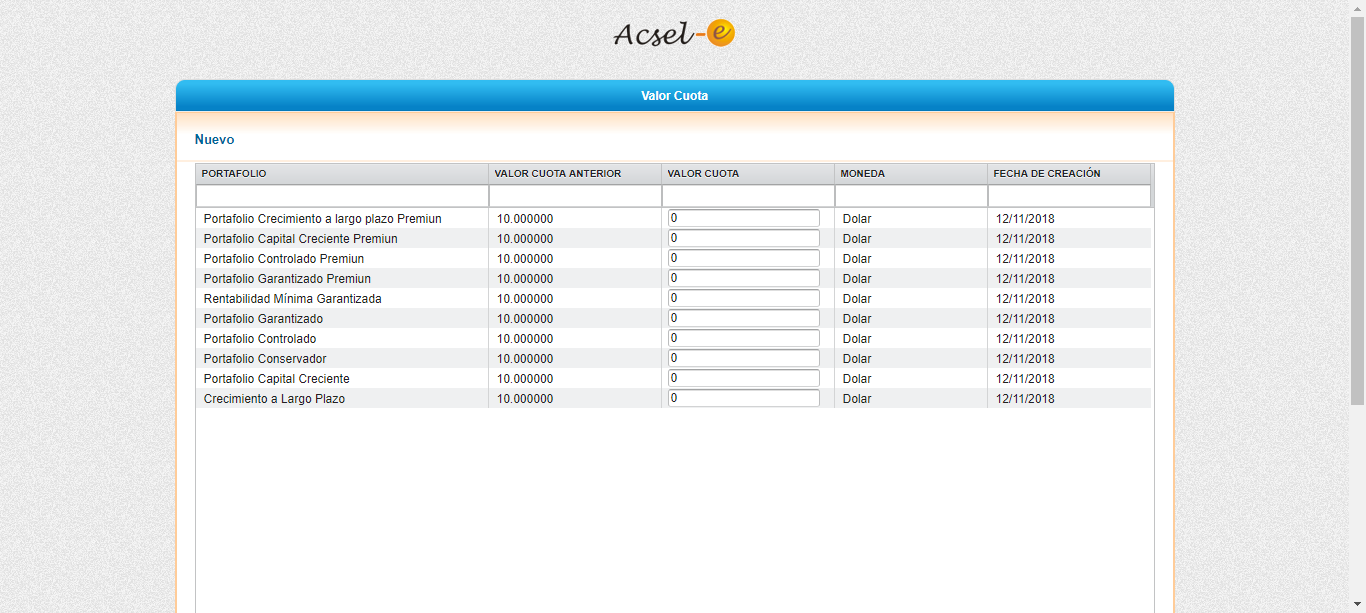 Acsel-e
Valor Cuota
Nuevo
PORTAFOLIO VALOR CUOTA ANTERIOR VALOR CUOTA MONEDA FECHA DE CREACIÓN
Portafolio Crecimiento a largo plazo Premiun 10.000000 0 Dolar 12/11/2018
Portafolio Capital Creciente Premiun 10.000000 0 Dolar 12/11/2018
Portafolio Controlado Premiun 10.000000 0 Dolar 12/11/2018
Portafolio Garantizado Premiun 10.000000 0 Dolar 12/11/2018
Rentabilidad Mínima Garantizada 10.000000 0 Dolar 12/11/2018
Portafolio Garantizado 10.000000 0 Dolar 12/11/2018
Portafolio Controlado 10.000000 0 Dolar 12/11/2018
Portafolio Conservador 10.000000 0 Dolar 12/11/2018
Portafolio Capital Creciente 10.000000 0 Dolar 12/11/2018
Crecimiento a Largo Plazo 10.000000 0 Dolar 12/11/2018